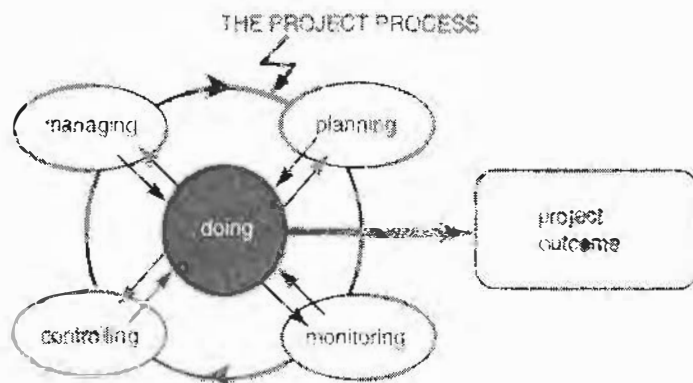 THE PROJECT PROCESS
managing
planning
doing
project
outcome
controlling
monitoring